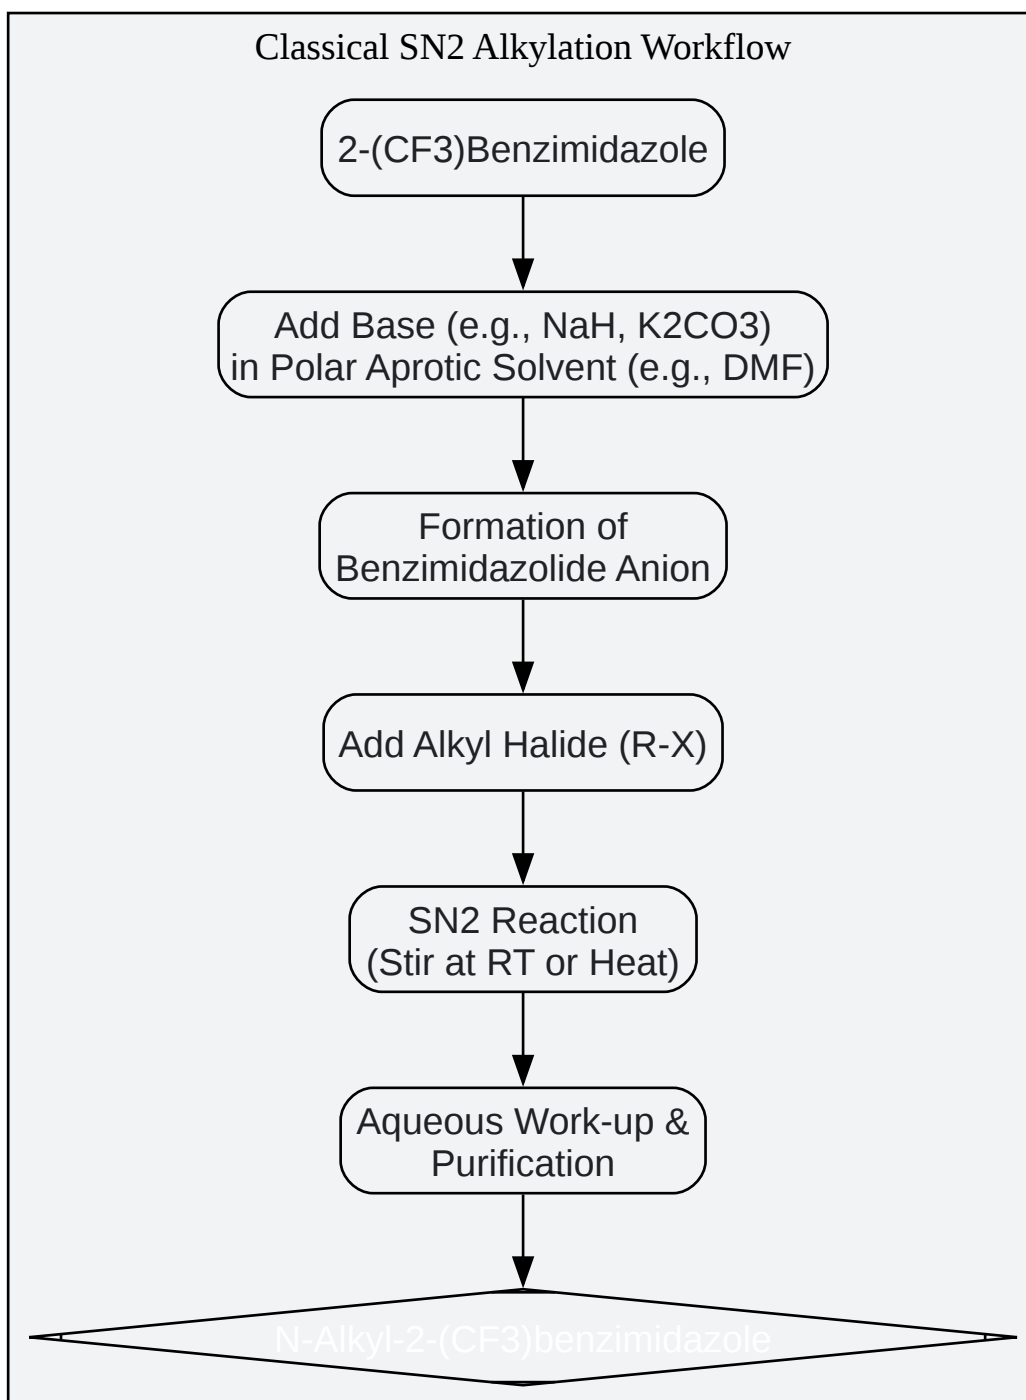 Classical SN2 Alkylation Workflow
2-(CF3)Benzimidazole
Add Base (e.g., NaH, K2CO3)
in Polar Aprotic Solvent (e.g., DMF)
Formation of
Benzimidazolide Anion
Add Alkyl Halide (R-X)
SN2 Reaction
(Stir at RT or Heat)
Aqueous Work-up &
Purification
N-Alkyl-2-(CF3)benzimidazole